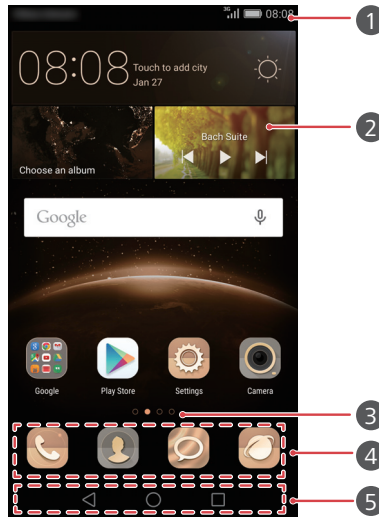 3G 08:08
1
08:08
Touch to add city
Jan 27
2
Bach Suite
Choose an album
Google
Google Play Store Settings Camera
3
4
5